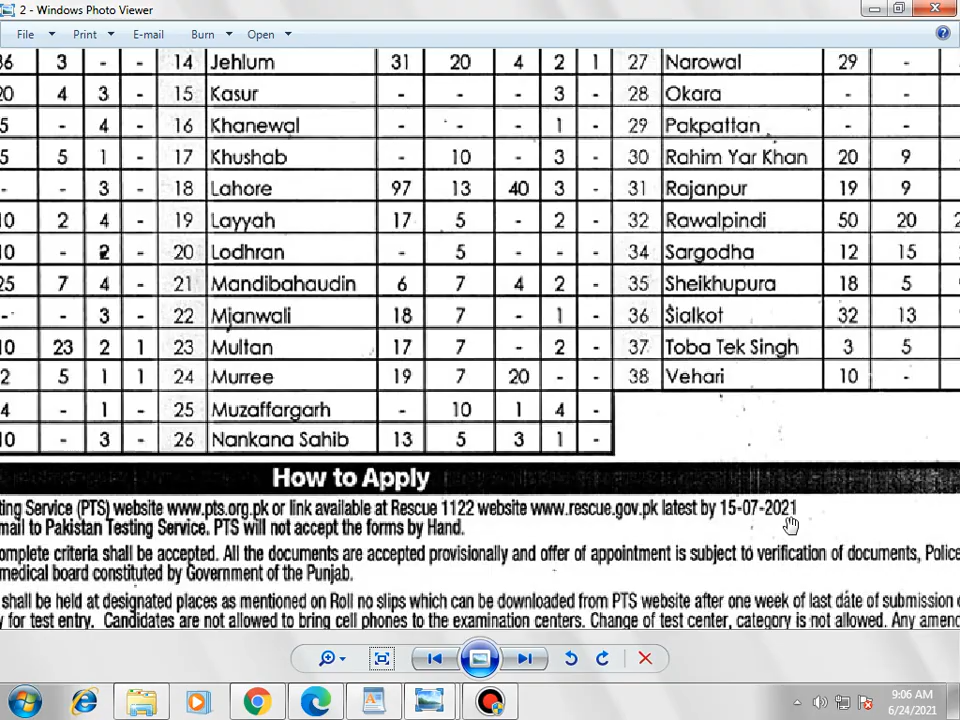 2 - Windows Photo Viewer
File Print E-mail Burn Open
36 3 - - 14 Jehlum 31 20 4 2 1 27 Narowal 29 -
20 4 3 - 15 Kasur - - - 3 28 Okara - -
5 - 4 - 16 Khanewal - - - 1 - 29 Pakpattan - -
5 5 1 - 17 Khushab - 10 - 3 - 30 Rahim Yar Khan 20 9
- - 3 - 18 Lahore 97 13 40 3 - 31 Rajanpur 19 9
10 2 4 - 19 Layyah 17 5 - 2 - 32 Rawalpindi 50 20 2
10 - 2 - 20 Lodhran - 5 - - - 34 Sargodha 12 15
25 7 4 - 21 Mandibahaudin 6 7 4 2 - 35 Sheikhupura 18 5
- - 3 - 22 Mianwali 18 7 - 1 - 36 Sialkot 32 13
10 23 2 1 23 Multan 17 7 - 2 - 37 Toba Tek Singh 3 5
2 5 1 1 24 Murree 19 7 20 - - 38 Vehari 10 -
4 - 1 - 25 Muzaffargarh - 10 1 4 -
10 - 3 - 26 Nankana Sahib 13 5 3 1 -
How to Apply
ting Service (PTS) website www.pts.org.pk or link available at Rescue 1122 website www.rescue.gov.pk latest by 15-07-2021
mail to Pakistan Testing Service. PTS will not accept the forms by Hand.
omplete criteria shall be accepted. All the documents are accepted provisionally and offer of appointment is subject to verification of documents, Police
medical board constituted by Government of the Punjab.
shall be held at designated places as mentioned on Roll no slips which can be downloaded from PTS website after one week of last date of submission
y for test entry. Candidates are not allowed to bring cell phones to the examination centers. Change of test center, category is not allowed. Any amend
9:06 AM
6/24/2021